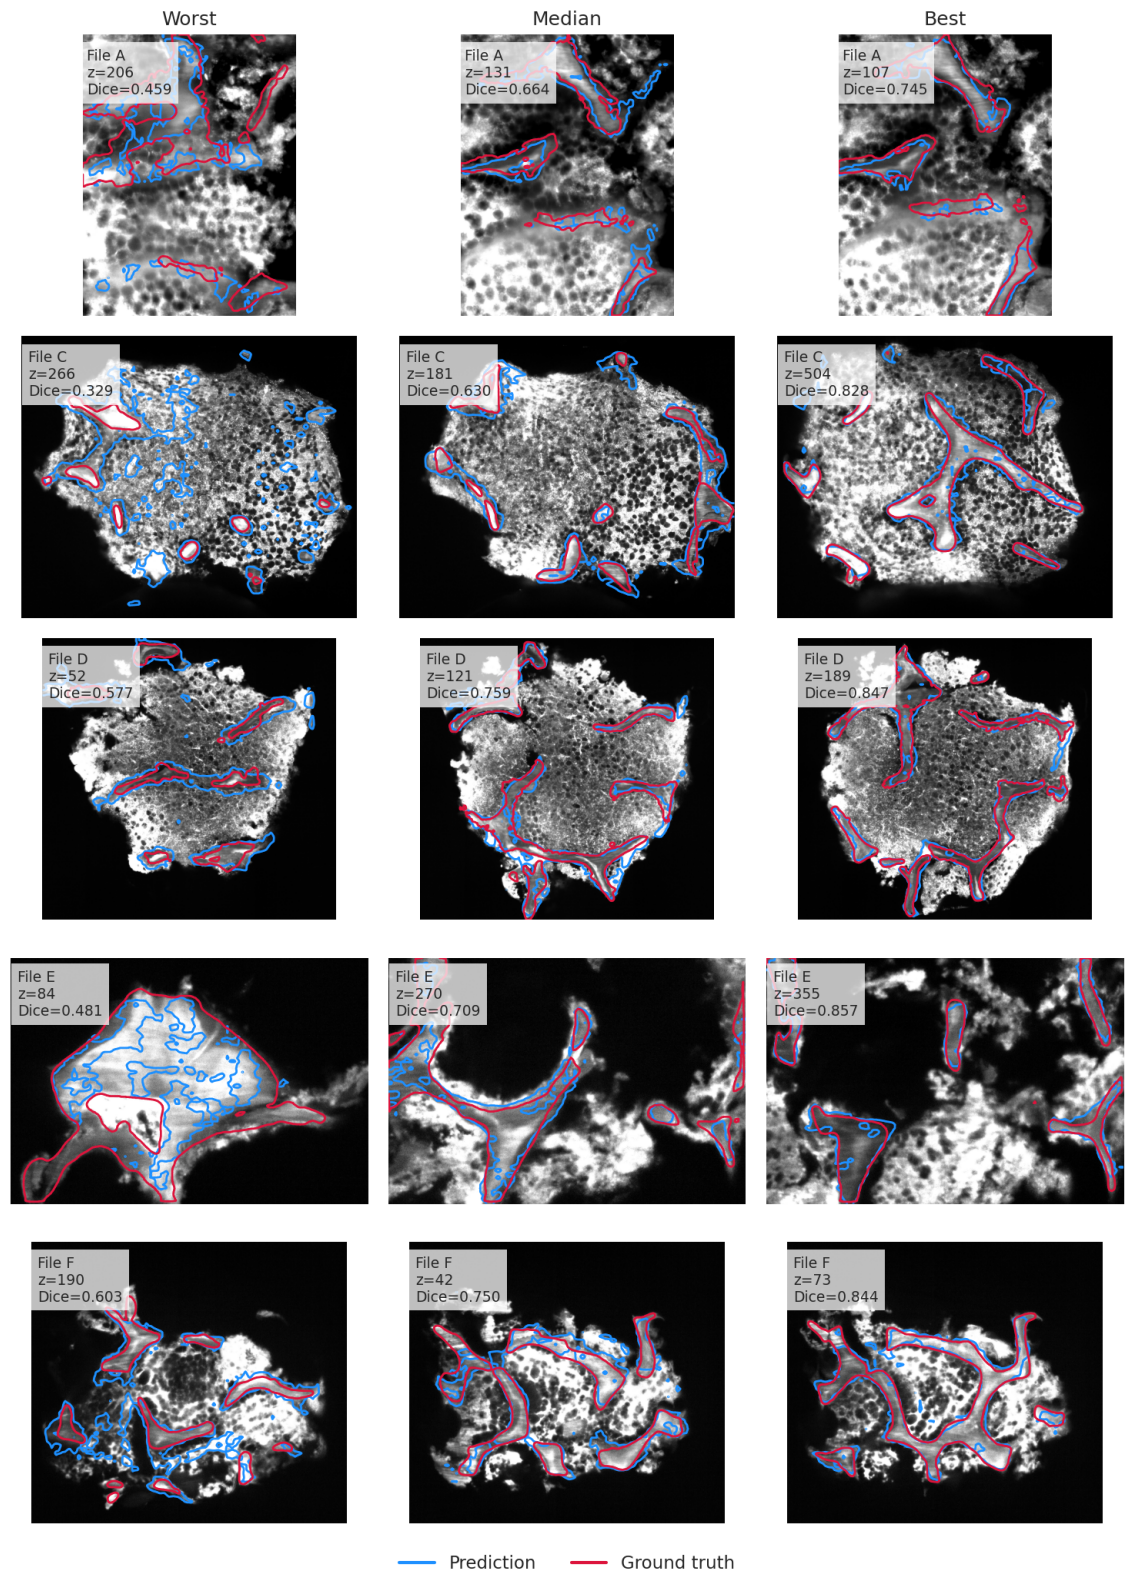 Worst
Median
Best
File A
z=206
Dice=0.459
File A
z=131
Dice=0.664
File A
z=107
Dice=0.745
File C
z=266
Dice=0.329
File C
z=181
Dice=0.630
File C
z=504
Dice=0.828
File D
z=52
Dice=0.577
File D
z=121
Dice=0.759
File D
z=189
Dice=0.847
File E
z=84
Dice=0.481
File E
z=270
Dice=0.709
File E
z=355
Dice=0.857
File F
z=190
Dice=0.603
File F
z=42
Dice=0.750
File F
z=73
Dice=0.844
Prediction
Ground truth